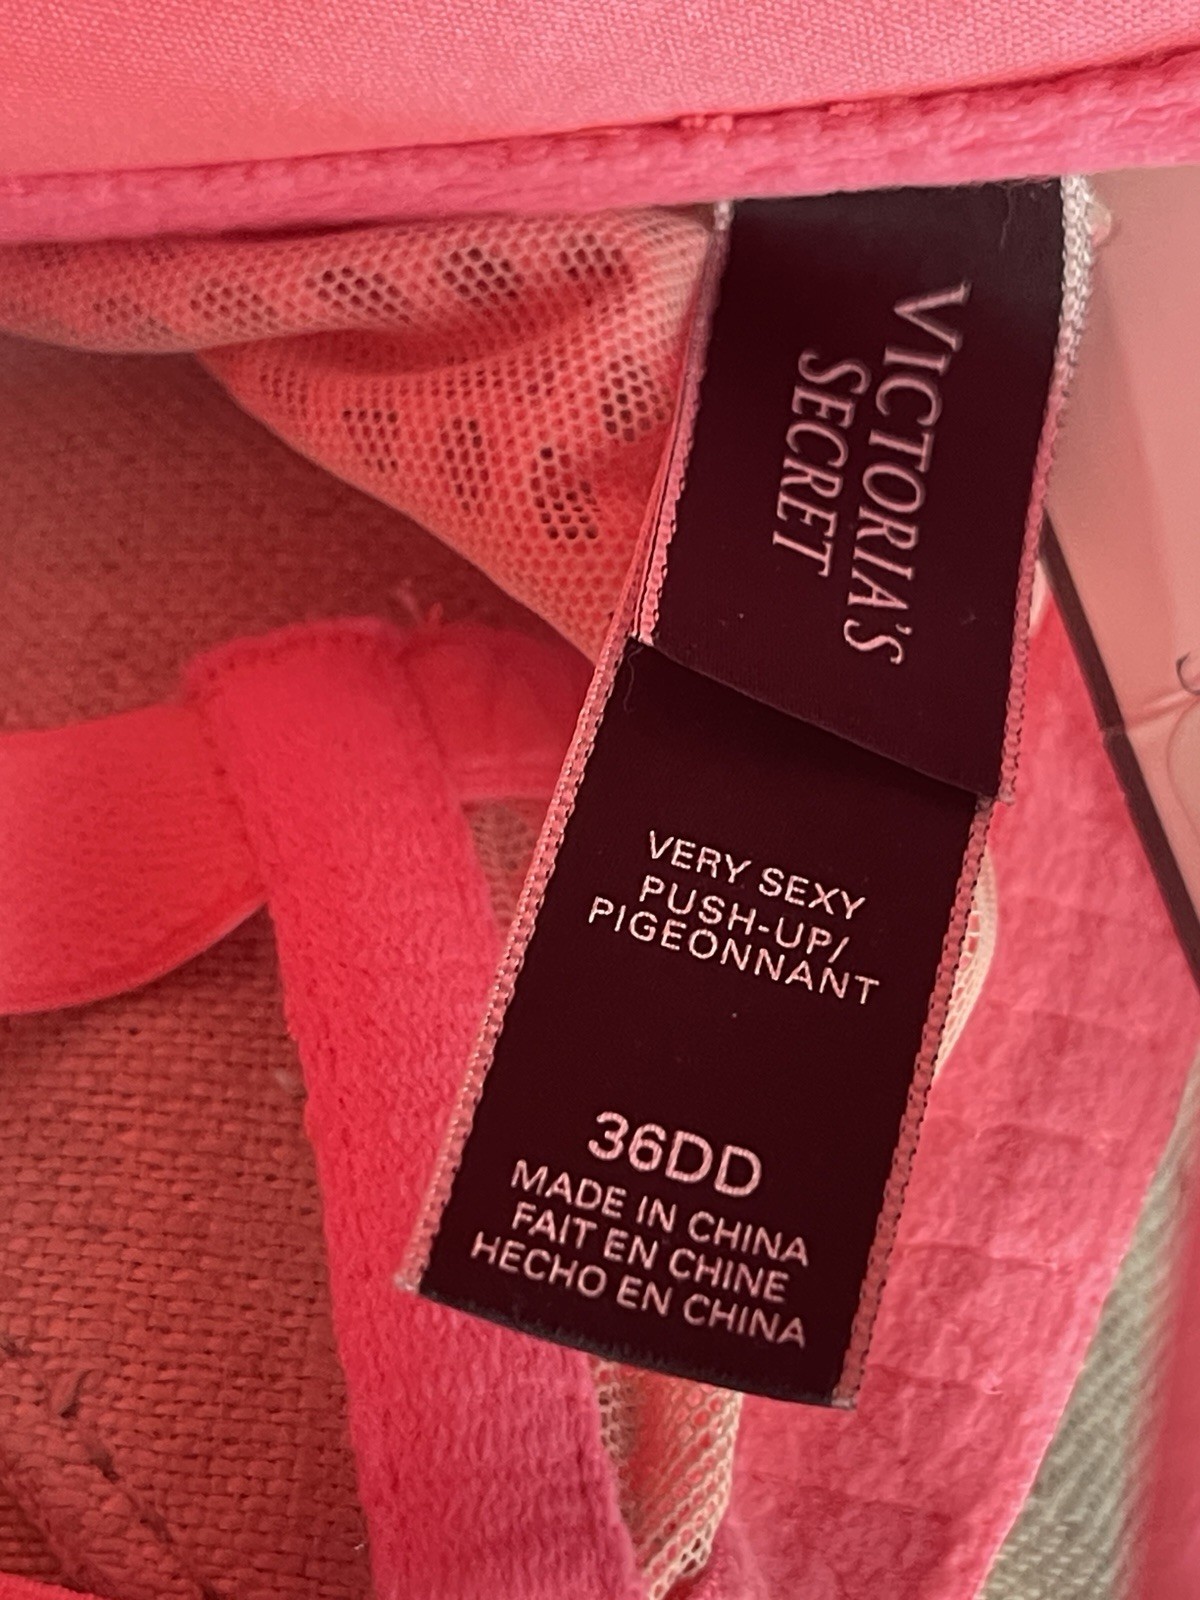 VICTORIA'S
SECRET
VERY SEXY
PUSH-UP/
PIGEONNANT
36DD
MADE IN CHINA
FAIT EN CHINE
HECHO EN CHINA